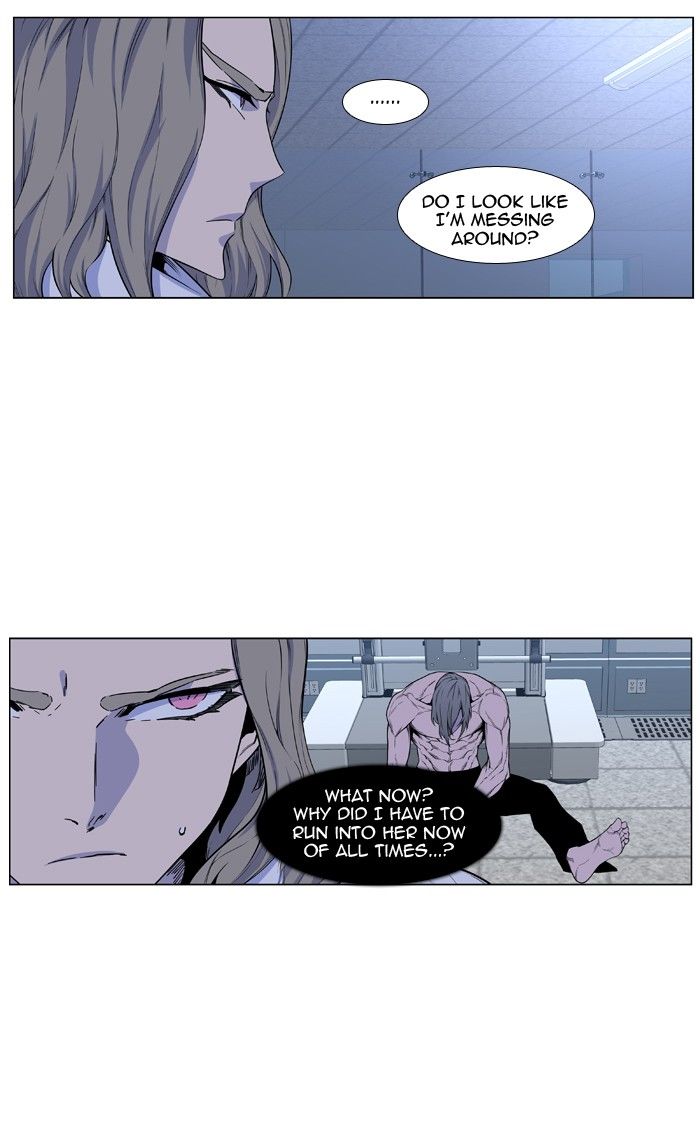 ......
DO I LOOK LIKE
I'M MESSING
AROUND?
WHAT NOW?
WHY DID I HAVE TO
RUN INTO HER NOW
OF ALL TIMES...?